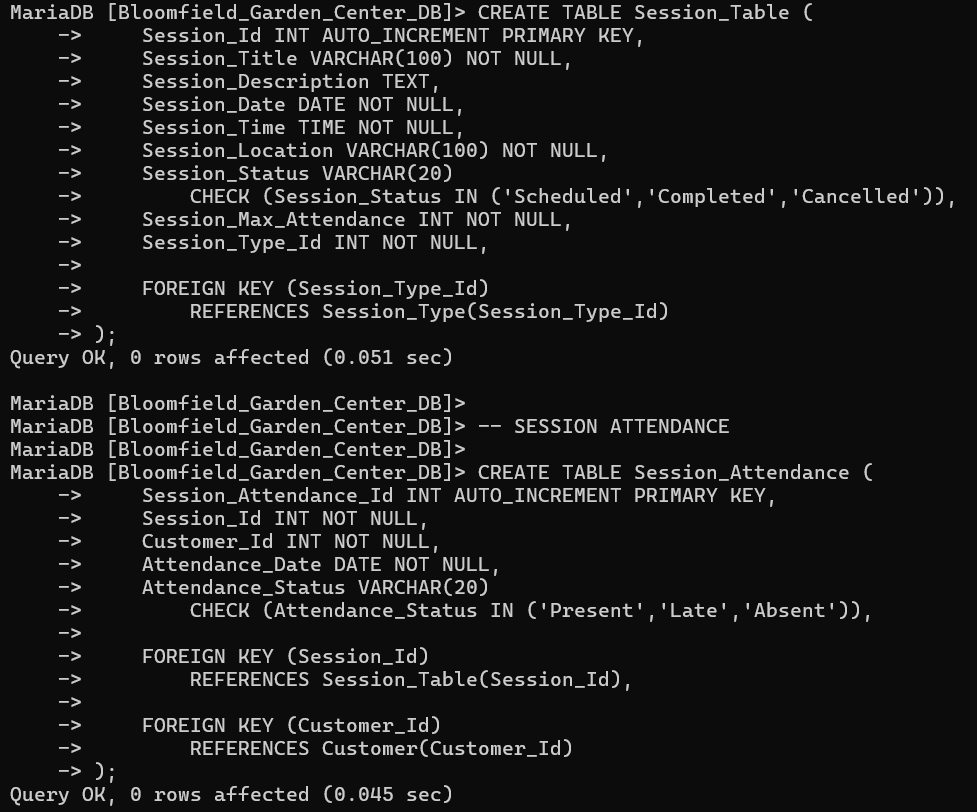 MariaDB [Bloomfield_Garden_Center_DB]> CREATE TABLE Session_Table (
    ->     Session_Id INT AUTO_INCREMENT PRIMARY KEY,
    ->     Session_Title VARCHAR(100) NOT NULL,
    ->     Session_Description TEXT,
    ->     Session_Date DATE NOT NULL,
    ->     Session_Time TIME NOT NULL,
    ->     Session_Location VARCHAR(100) NOT NULL,
    ->     Session_Status VARCHAR(20)
    ->         CHECK (Session_Status IN ('Scheduled','Completed','Cancelled')),
    ->     Session_Max_Attendance INT NOT NULL,
    ->     Session_Type_Id INT NOT NULL,
    ->
    ->     FOREIGN KEY (Session_Type_Id)
    ->         REFERENCES Session_Type(Session_Type_Id)
    -> );
Query OK, 0 rows affected (0.051 sec)

MariaDB [Bloomfield_Garden_Center_DB]>
MariaDB [Bloomfield_Garden_Center_DB]> -- SESSION ATTENDANCE
MariaDB [Bloomfield_Garden_Center_DB]>
MariaDB [Bloomfield_Garden_Center_DB]> CREATE TABLE Session_Attendance (
    ->     Session_Attendance_Id INT AUTO_INCREMENT PRIMARY KEY,
    ->     Session_Id INT NOT NULL,
    ->     Customer_Id INT NOT NULL,
    ->     Attendance_Date DATE NOT NULL,
    ->     Attendance_Status VARCHAR(20)
    ->         CHECK (Attendance_Status IN ('Present','Late','Absent')),
    ->
    ->     FOREIGN KEY (Session_Id)
    ->         REFERENCES Session_Table(Session_Id),
    ->
    ->     FOREIGN KEY (Customer_Id)
    ->         REFERENCES Customer(Customer_Id)
    -> );
Query OK, 0 rows affected (0.045 sec)